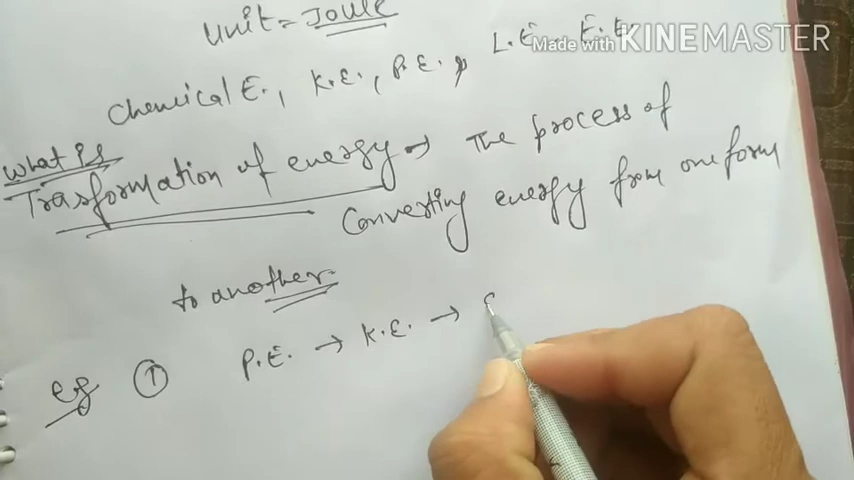 Unit = Joule
Chemical E., K.E., P.E., L.E. E.E.
Made with KINEMASTER
What is
Trasformation of energy → The process of
Converting energy from one form
to another.
eg ① P.E. → K.E. →